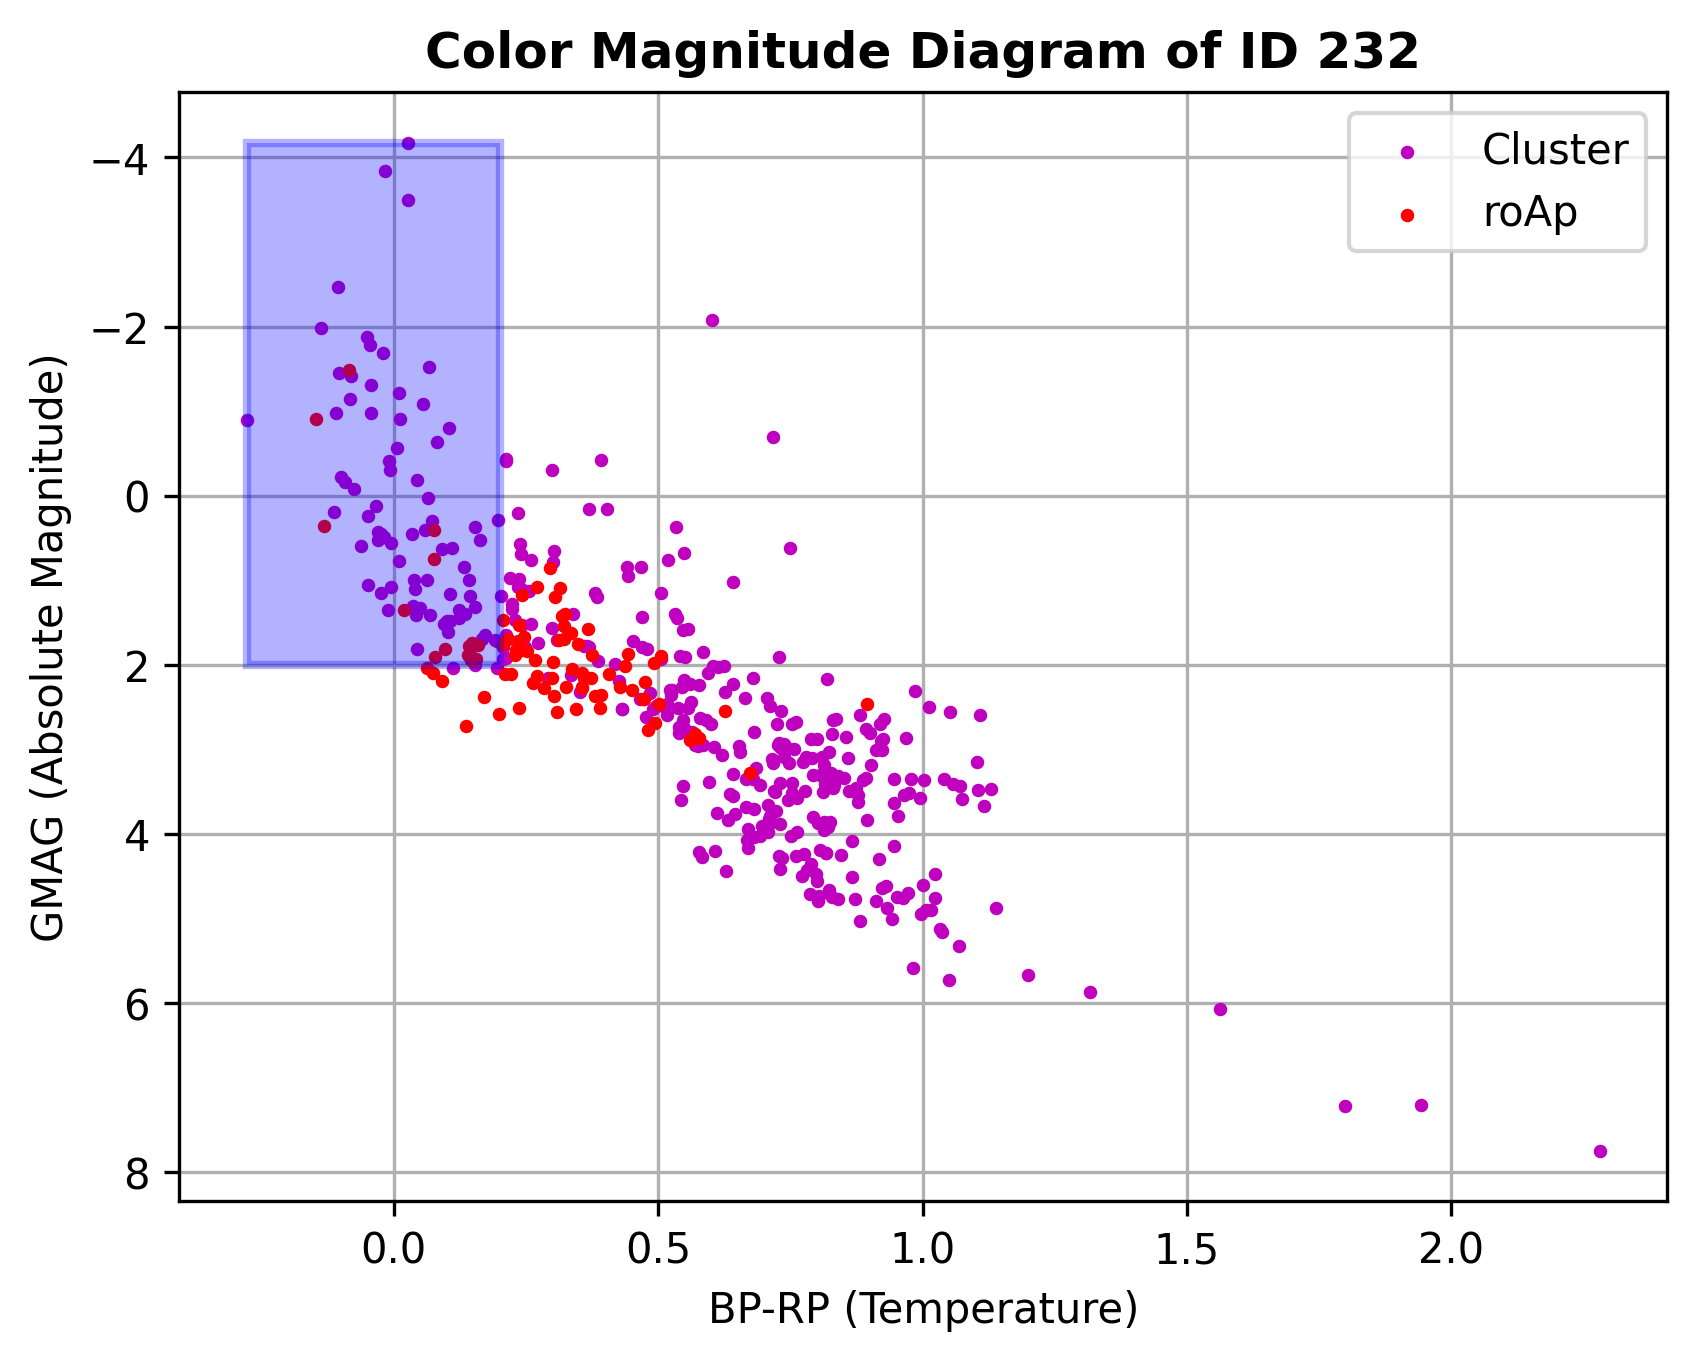 Color Magnitude Diagram of ID 232
Cluster
roAp
GMAG (Absolute Magnitude)
−4
−2
0
2
4
6
8
0.0 0.5 1.0 1.5 2.0
BP-RP (Temperature)